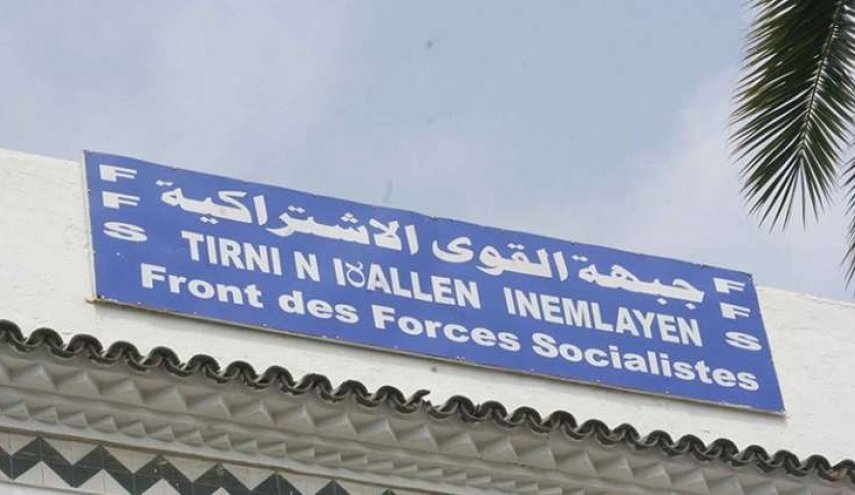 FFS
جبهة القوى الاشتراكية
TIRNI N IƔALLEN INEMLAYEN
Front des Forces Socialistes
FFS